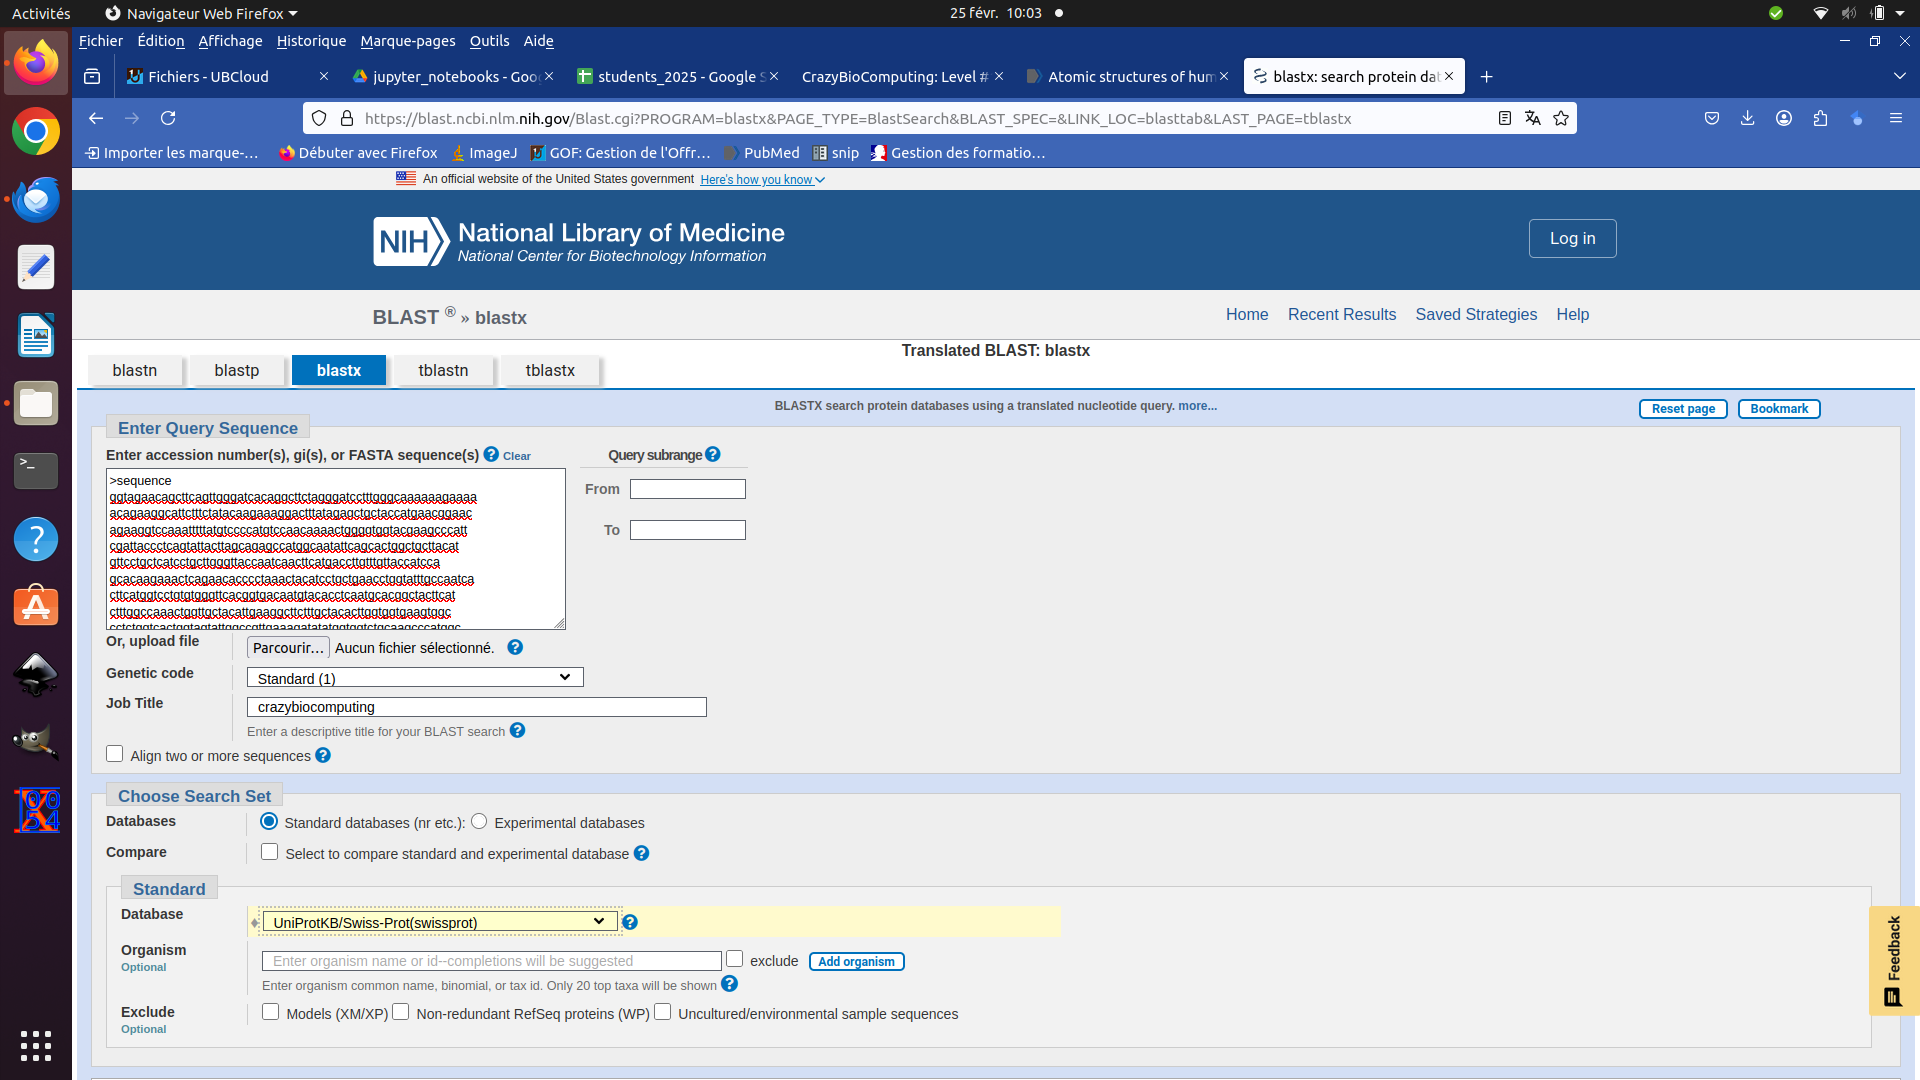 Activités
Navigateur Web Firefox
25 févr. 10:03
Fichier Édition Affichage Historique Marque-pages Outils Aide
Fichiers - UBCloud
jupyter_notebooks - Goo
students_2025 - Google S
CrazyBioComputing: Level #
Atomic structures of hum
blastx: search protein dat
https://blast.ncbi.nlm.nih.gov/Blast.cgi?PROGRAM=blastx&PAGE_TYPE=BlastSearch&BLAST_SPEC=&LINK_LOC=blasttab&LAST_PAGE=tblastx
Importer les marque-…
Débuter avec Firefox
ImageJ
GOF: Gestion de l'Offr…
PubMed
snip
Gestion des formatio…
An official website of the United States government Here's how you know
NIH National Library of Medicine
National Center for Biotechnology Information
Log in
BLAST ® » blastx
Home Recent Results Saved Strategies Help
Translated BLAST: blastx
blastn blastp blastx tblastn tblastx
BLASTX search protein databases using a translated nucleotide query. more...
Reset page Bookmark
Enter Query Sequence
Enter accession number(s), gi(s), or FASTA sequence(s) ? Clear
Query subrange ?
>sequence
ggtagaacagcttcagttgggatcacaggcttctagggatcctttgggcaaaaaagaaaa
acagaaggcattctttctatacaagaaaggactttatagagctgctaccatgaacggaac
agaaggtccaaatttttatgtccccatgtccaacaaaactggggtggtacgaagcccatt
cgattaccctcagtattacttagcagagccatggcaatattcagcactggctgcttacat
gttcctgctcatcctgcttgggttaccaatcaacttcatgaccttgtttgttaccatcca
gcacaagaaactcagaacacccctaaactacatcctgctgaacctggtatttgccaatca
cttcatggtcctgtgtgggttcacggtgacaatgtacacctcaatgcacggctacttcat
ctttggccaaactggttgctacattgaaggcttctttgctacacttggtggtgaagtggc
cctctggtcactggtagtattggccgttgaaagatatatggtggtctgcaagcccatggc
From
To
Or, upload file
Parcourir… Aucun fichier sélectionné. ?
Genetic code
Standard (1)
Job Title
crazybiocomputing
Enter a descriptive title for your BLAST search ?
Align two or more sequences ?
Choose Search Set
Databases
Standard databases (nr etc.): Experimental databases
Compare
Select to compare standard and experimental database ?
Standard
Database
UniProtKB/Swiss-Prot(swissprot) ?
Organism
Optional
Enter organism name or id--completions will be suggested
exclude Add organism
Enter organism common name, binomial, or tax id. Only 20 top taxa will be shown ?
Exclude
Optional
Models (XM/XP) Non-redundant RefSeq proteins (WP) Uncultured/environmental sample sequences
Feedback